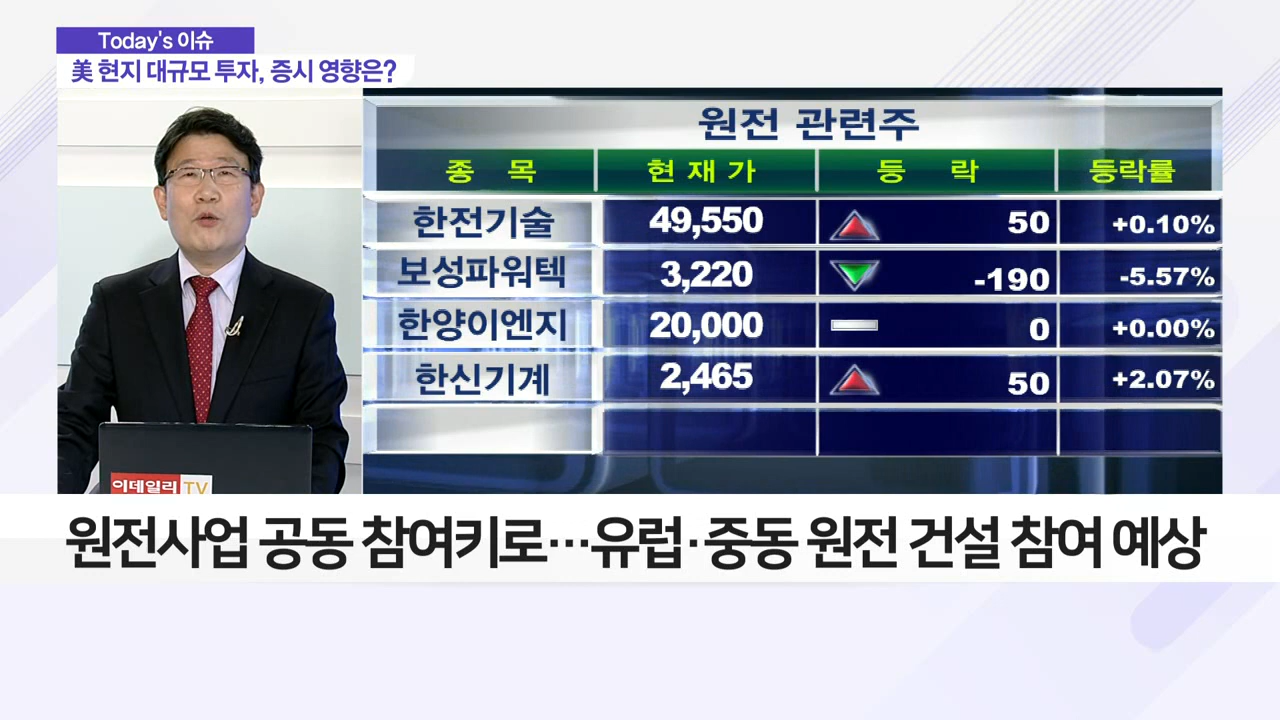 Today's 이슈
美 현지 대규모 투자, 증시 영향은?
원전 관련주
종 목 현 재 가 등 락 등락률
한전기술 49,550 50 +0.10%
보성파워텍 3,220 -190 -5.57%
한양이엔지 20,000 0 +0.00%
한신기계 2,465 50 +2.07%
이데일리 TV
원전사업 공동 참여키로…유럽·중동 원전 건설 참여 예상